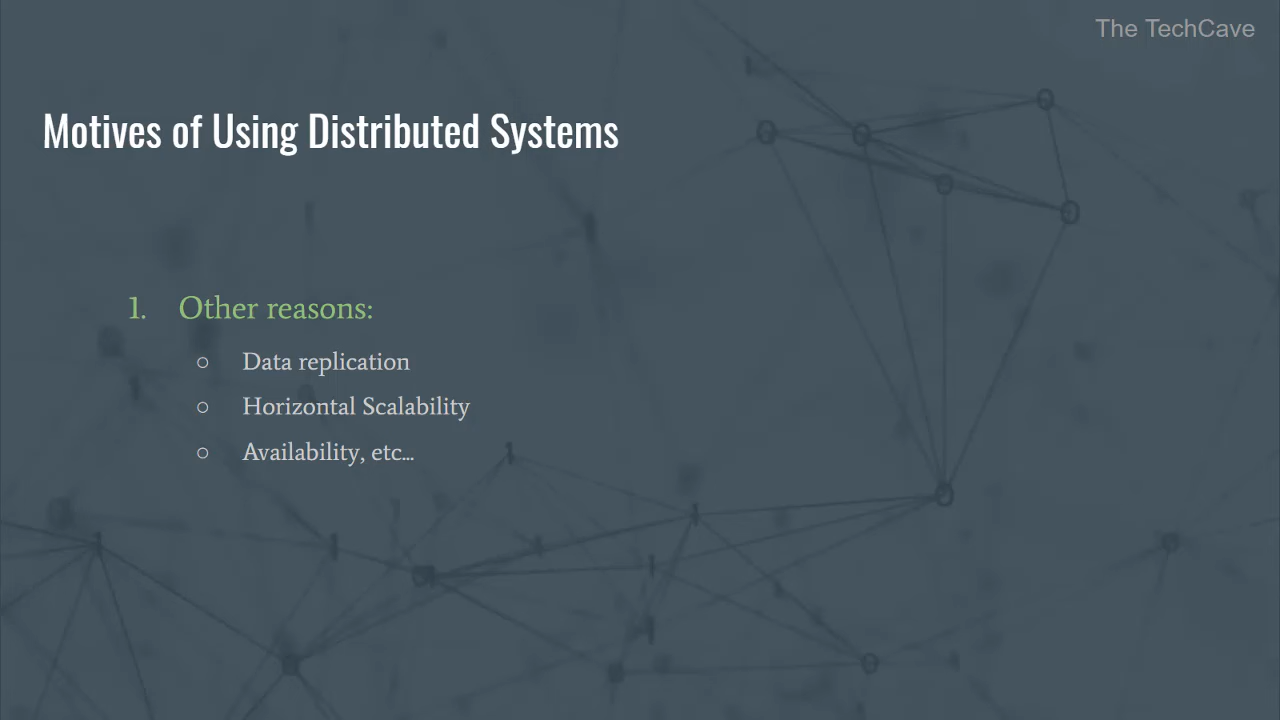 The TechCave
Motives of Using Distributed Systems
1. Other reasons:
○ Data replication
○ Horizontal Scalability
○ Availability, etc…